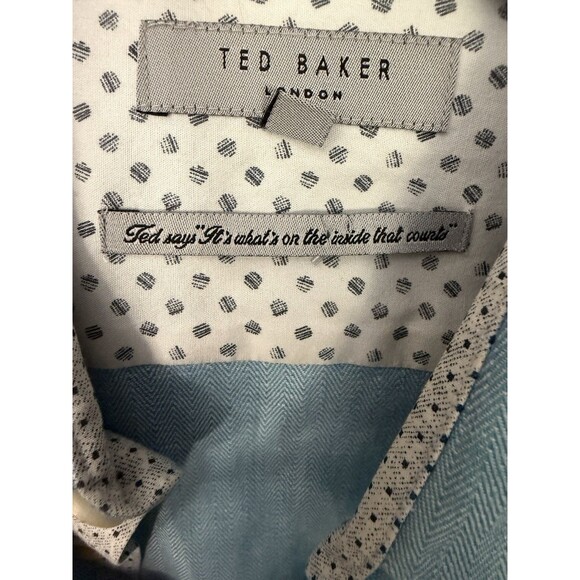 TED BAKER
LONDON
Ted says "It's what's on the inside that counts"